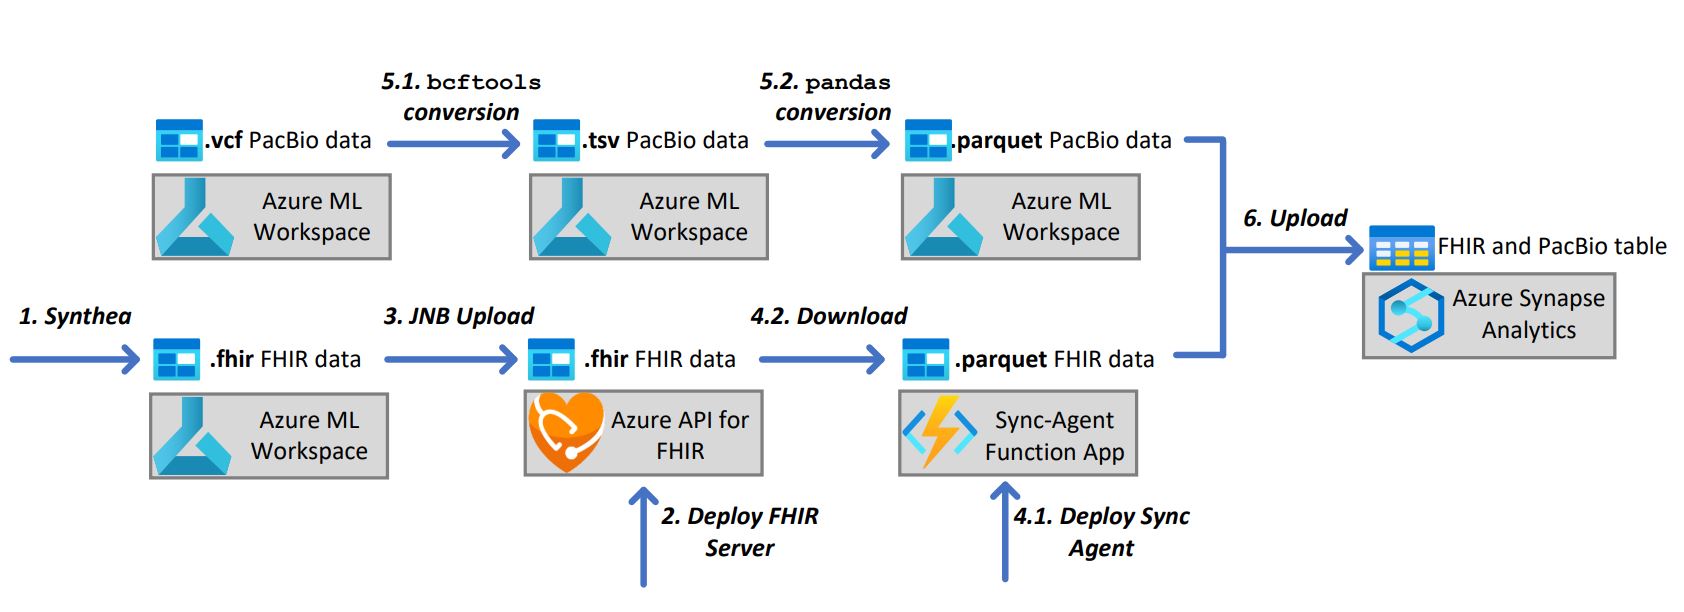 5.1. bcftools
conversion
5.2. pandas
conversion
.vcf PacBio data
.tsv PacBio data
.parquet PacBio data
Azure ML
Workspace
Azure ML
Workspace
Azure ML
Workspace
6. Upload
FHIR and PacBio table
Azure Synapse
Analytics
1. Synthea
3. JNB Upload
4.2. Download
.fhir FHIR data
.fhir FHIR data
.parquet FHIR data
Azure ML
Workspace
Azure API for
FHIR
Sync-Agent
Function App
2. Deploy FHIR
Server
4.1. Deploy Sync
Agent